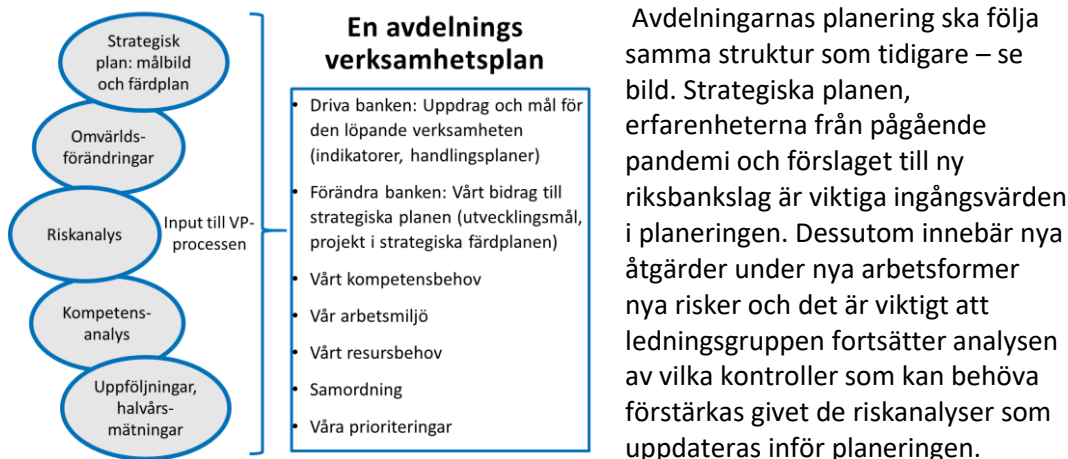 Strategisk
plan: målbild
och färdplan
Omvärlds-
förändringar
Riskanalys
Kompetens-
analys
Uppföljningar,
halvårs-
mätningar
Input till VP-
processen
En avdelnings
verksamhetsplan
• Driva banken: Uppdrag och mål för
den löpande verksamheten
(indikatorer, handlingsplaner)
• Förändra banken: Vårt bidrag till
strategiska planen (utvecklingsmål,
projekt i strategiska färdplanen)
• Vårt kompetensbehov
• Vår arbetsmiljö
• Vårt resursbehov
• Samordning
• Våra prioriteringar
Avdelningarnas planering ska följa
samma struktur som tidigare – se
bild. Strategiska planen,
erfarenheterna från pågående
pandemi och förslaget till ny
riksbankslag är viktiga ingångsvärden
i planeringen. Dessutom innebär nya
åtgärder under nya arbetsformer
nya risker och det är viktigt att
ledningsgruppen fortsätter analysen
av vilka kontroller som kan behöva
förstärkas givet de riskanalyser som
uppdateras inför planeringen.